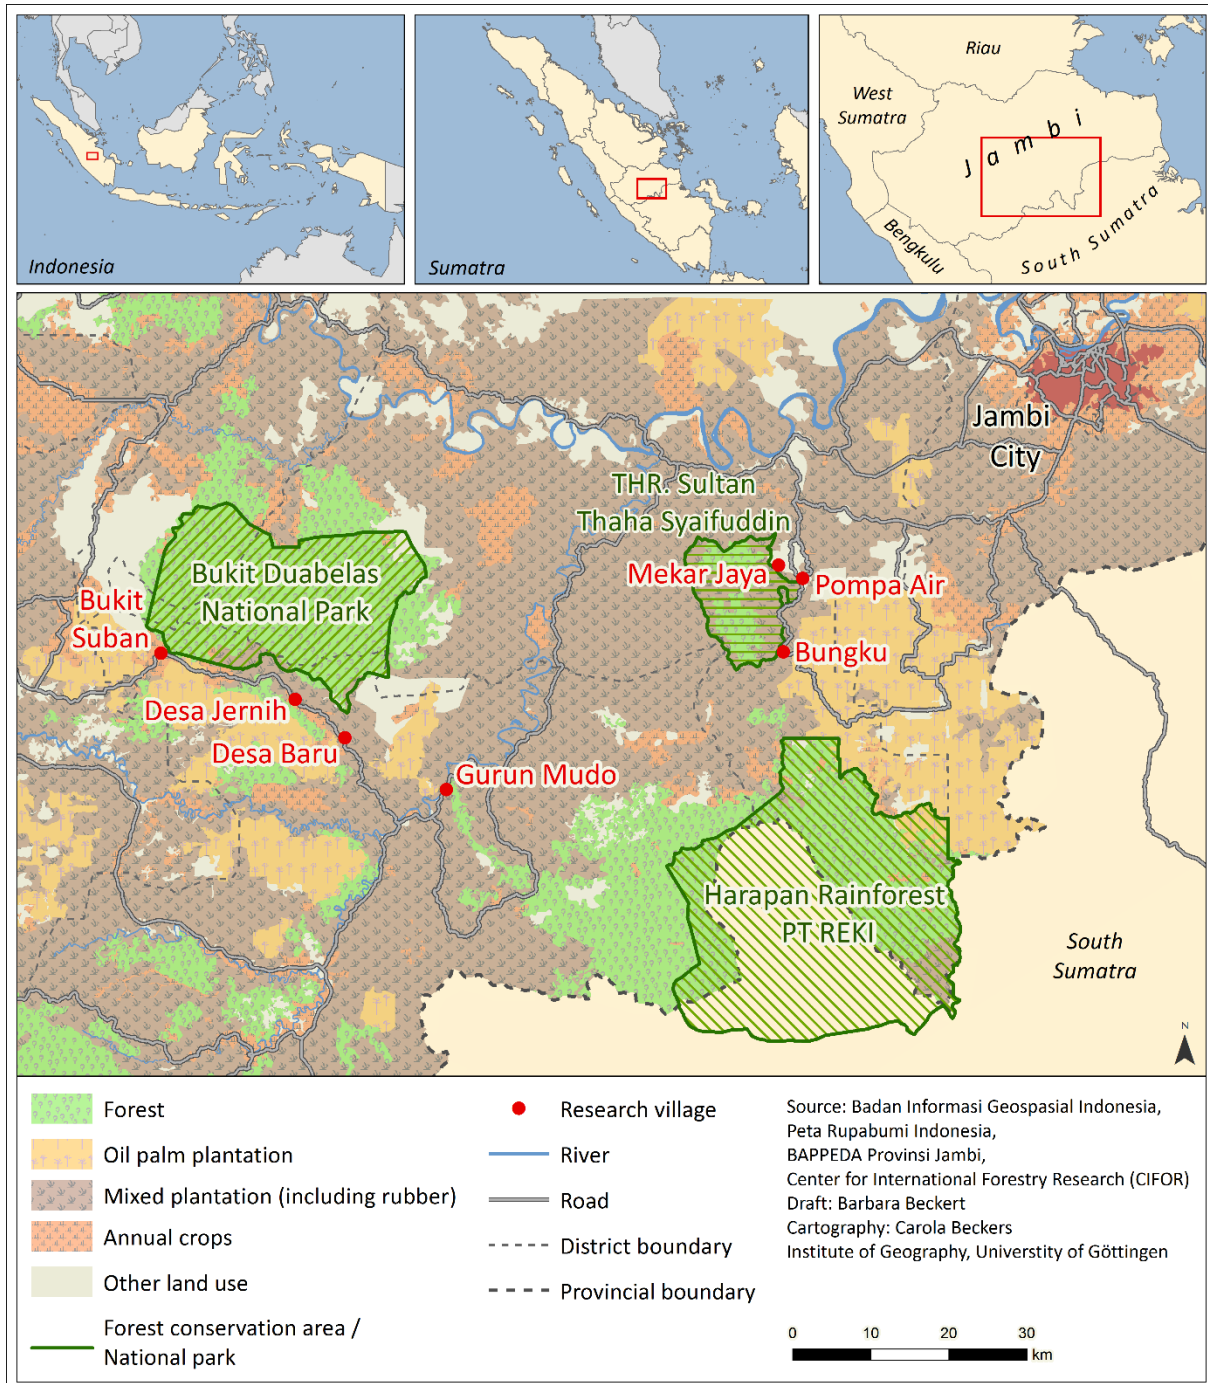 Indonesia
Sumatra
Riau
West
Sumatra
Jambi
Bengkulu
South Sumatra
Jambi
City
THR. Sultan
Thaha Syaifuddin
Bukit Duabelas
National Park
Mekar Jaya
Pompa Air
Bukit
Suban
Bungku
Desa Jernih
Desa Baru
Gurun Mudo
Harapan Rainforest
PT REKI
South
Sumatra
N
Forest
Oil palm plantation
Mixed plantation (including rubber)
Annual crops
Other land use
Forest conservation area /
National park
Research village
River
Road
District boundary
Provincial boundary
Source: Badan Informasi Geospasial Indonesia,
Peta Rupabumi Indonesia,
BAPPEDA Provinsi Jambi,
Center for International Forestry Research (CIFOR)
Draft: Barbara Beckert
Cartography: Carola Beckers
Institute of Geography, Universtity of Göttingen
0 10 20 30
km